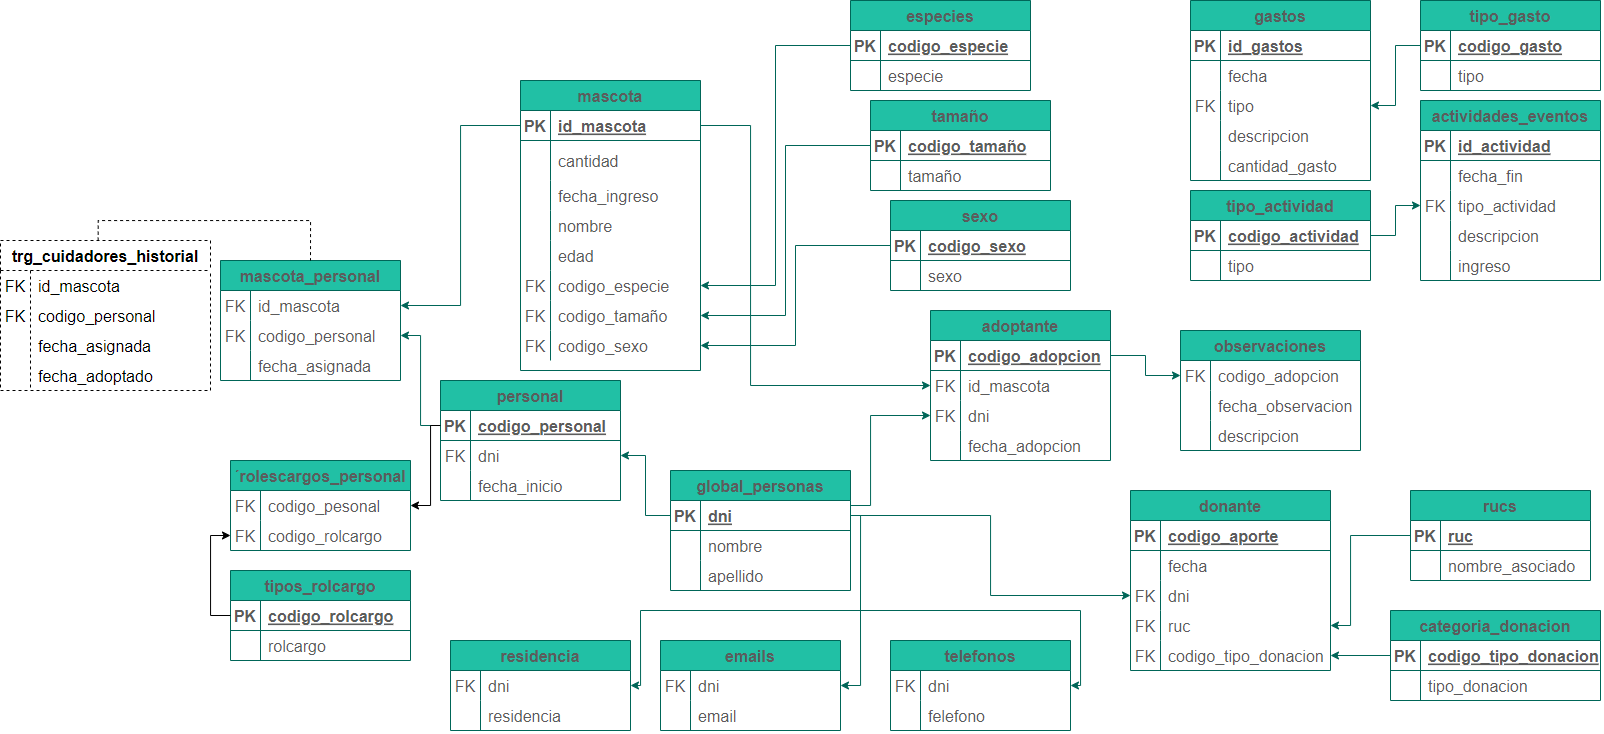 especies
PK codigo_especie
especie
gastos
PK id_gastos
fecha
FK tipo
descripcion
cantidad_gasto
tipo_gasto
PK codigo_gasto
tipo
mascota
PK id_mascota
cantidad
fecha_ingreso
nombre
edad
FK codigo_especie
FK codigo_tamaño
FK codigo_sexo
tamaño
PK codigo_tamaño
tamaño
actividades_eventos
PK id_actividad
fecha_fin
FK tipo_actividad
descripcion
ingreso
tipo_actividad
PK codigo_actividad
tipo
sexo
PK codigo_sexo
sexo
trg_cuidadores_historial
FK id_mascota
FK codigo_personal
fecha_asignada
fecha_adoptado
mascota_personal
FK id_mascota
FK codigo_personal
fecha_asignada
adoptante
PK codigo_adopcion
FK id_mascota
FK dni
fecha_adopcion
observaciones
FK codigo_adopcion
fecha_observacion
descripcion
personal
PK codigo_personal
FK dni
fecha_inicio
´rolescargos_personal
FK codigo_pesonal
FK codigo_rolcargo
global_personas
PK dni
nombre
apellido
donante
PK codigo_aporte
fecha
FK dni
FK ruc
FK codigo_tipo_donacion
rucs
PK ruc
nombre_asociado
tipos_rolcargo
PK codigo_rolcargo
rolcargo
categoria_donacion
PK codigo_tipo_donacion
tipo_donacion
residencia
FK dni
residencia
emails
FK dni
email
telefonos
FK dni
felefono